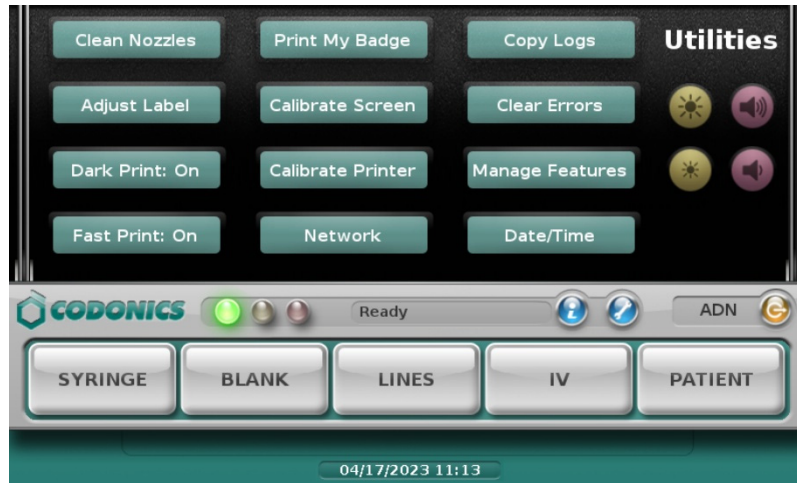 Clean Nozzles Print My Badge Copy Logs Utilities
Adjust Label Calibrate Screen Clear Errors
Dark Print: On Calibrate Printer Manage Features
Fast Print: On Network Date/Time
CODONICS Ready i ADN
SYRINGE BLANK LINES IV PATIENT
04/17/2023 11:13